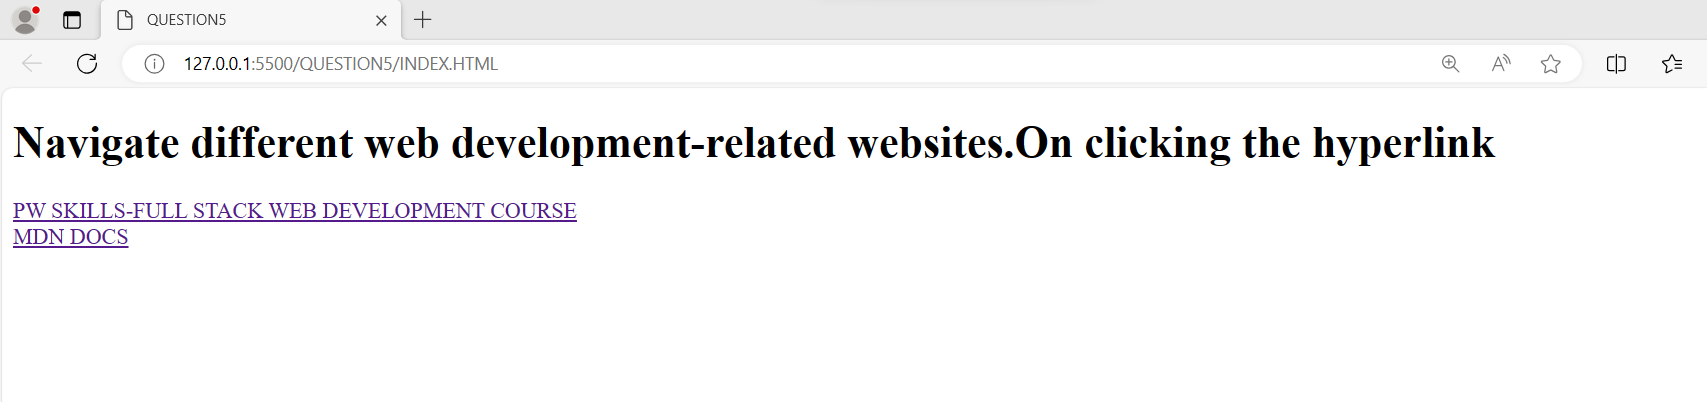 QUESTION5
127.0.0.1:5500/QUESTION5/INDEX.HTML
Navigate different web development-related websites.On clicking the hyperlink
PW SKILLS-FULL STACK WEB DEVELOPMENT COURSE
MDN DOCS